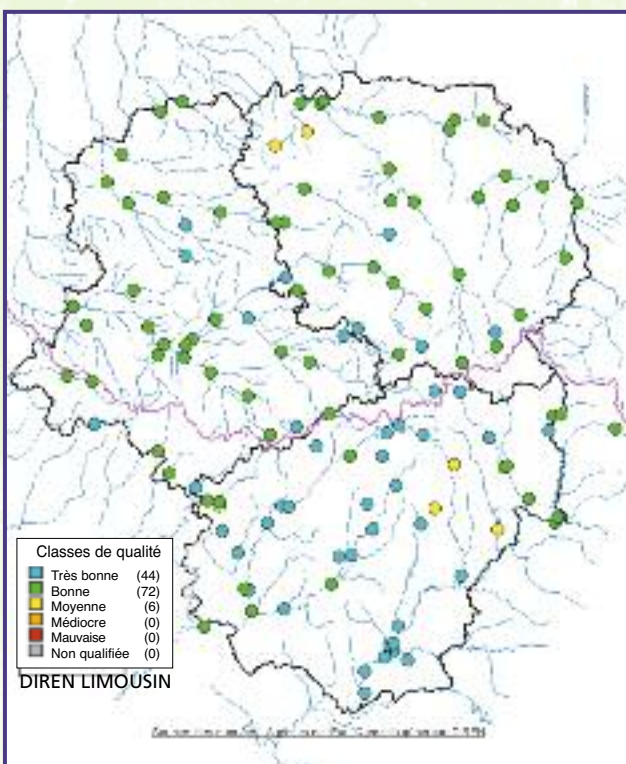 Classes de qualité
Très bonne (44)
Bonne (72)
Moyenne (6)
Médiocre (0)
Mauvaise (0)
Non qualifiée (0)
DIREN LIMOUSIN